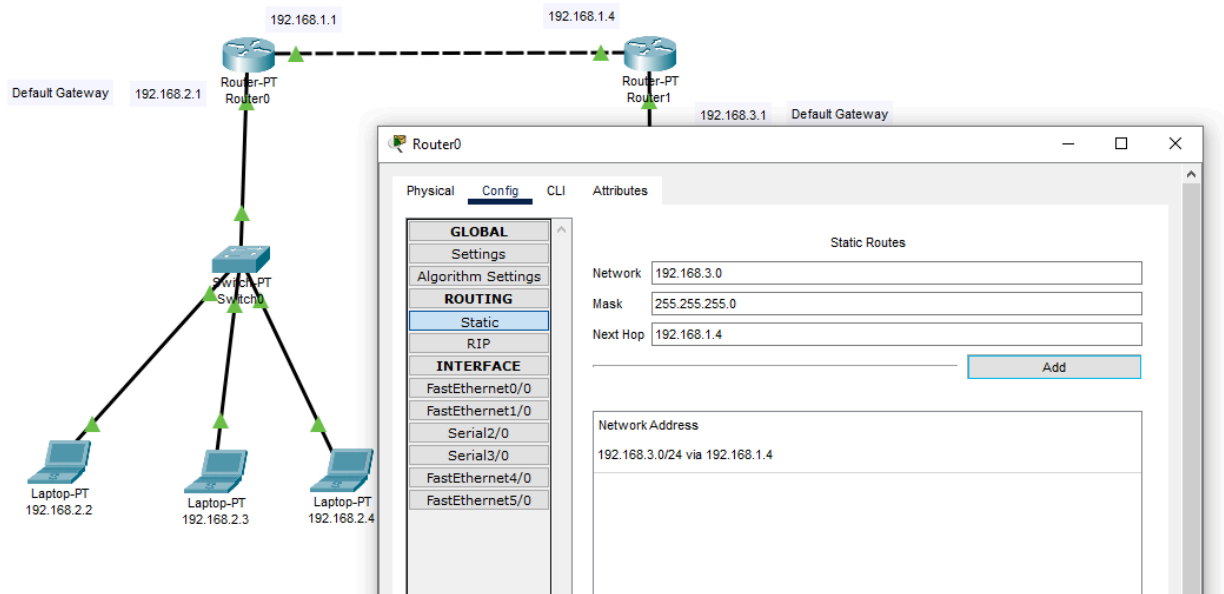 192.168.1.1
192.168.1.4
Router-PT
Router0
Router-PT
Router1
Default Gateway
192.168.2.1
192.168.3.1
Default Gateway
Switch-PT
Switch0
Laptop-PT
192.168.2.2
Laptop-PT
192.168.2.3
Laptop-PT
192.168.2.4
Router0
Physical Config CLI Attributes
GLOBAL
Settings
Algorithm Settings
ROUTING
Static
RIP
INTERFACE
FastEthernet0/0
FastEthernet1/0
Serial2/0
Serial3/0
FastEthernet4/0
FastEthernet5/0
Static Routes
Network 192.168.3.0
Mask 255.255.255.0
Next Hop 192.168.1.4
Add
Network Address
192.168.3.0/24 via 192.168.1.4